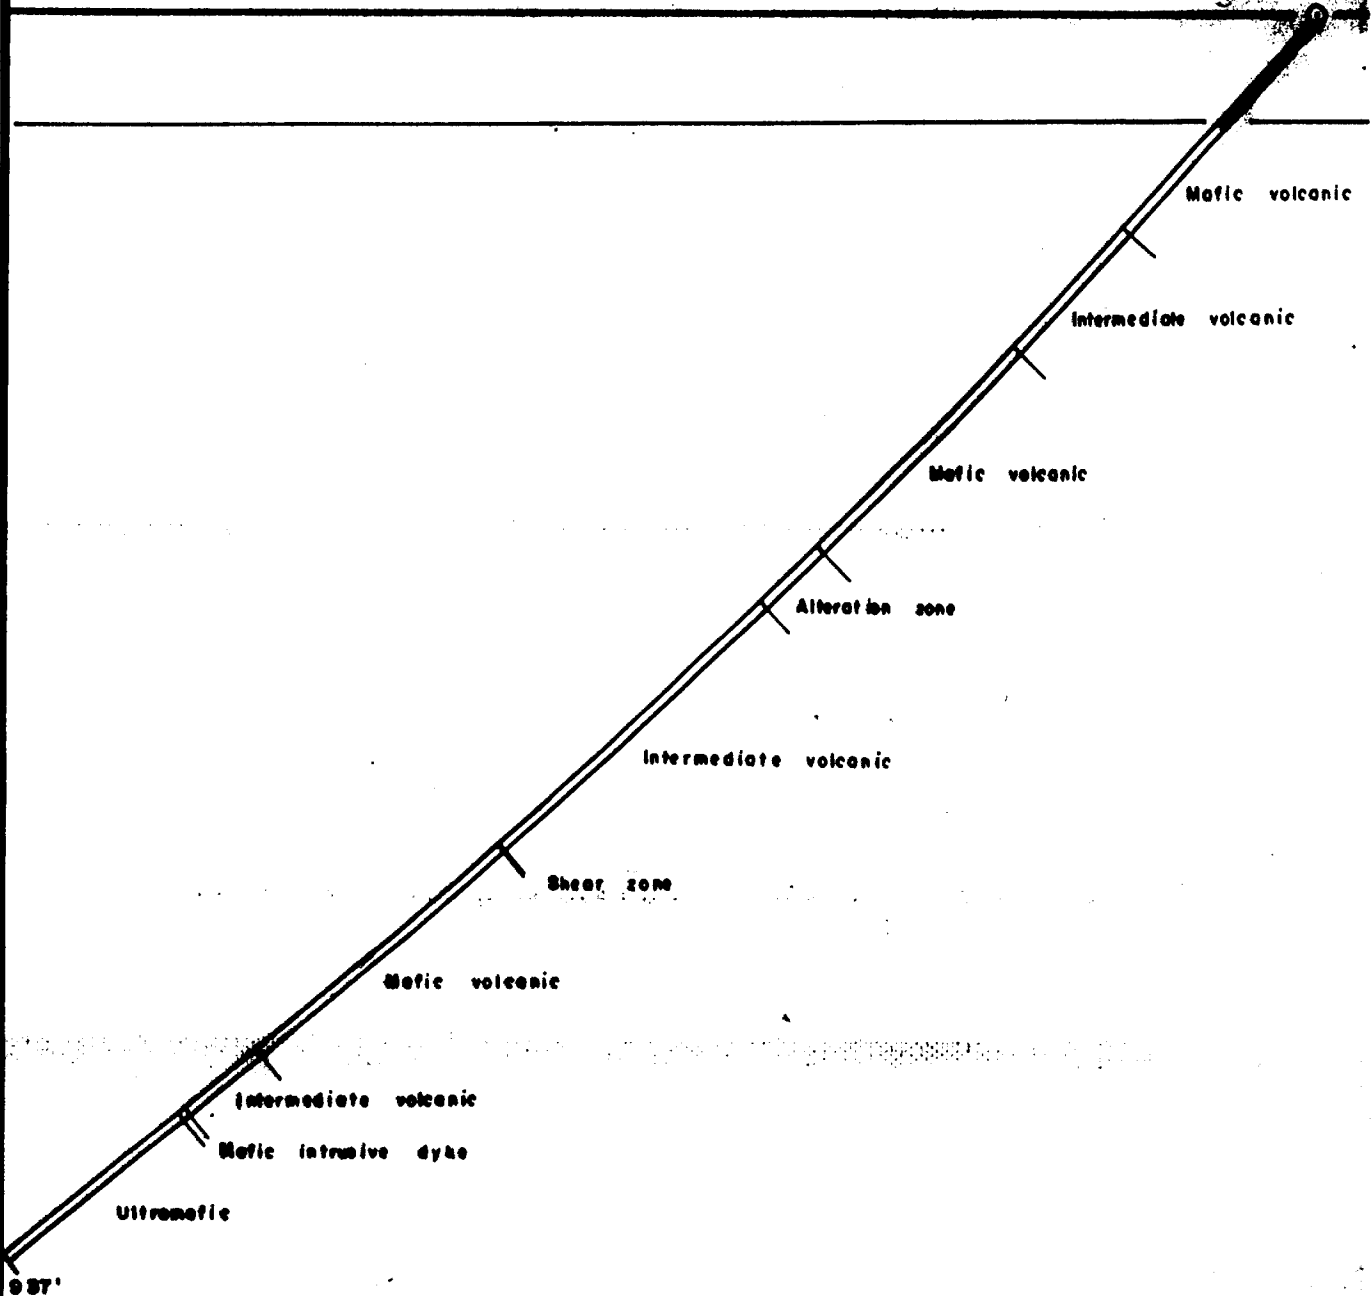 Mafic volcanic
Intermediate volcanic
Mafic volcanic
Alteration zone
Intermediate volcanic
Shear zone
Mafic volcanic
Intermediate volcanic
Mafic intrusive dyke
Ultramafic
937'